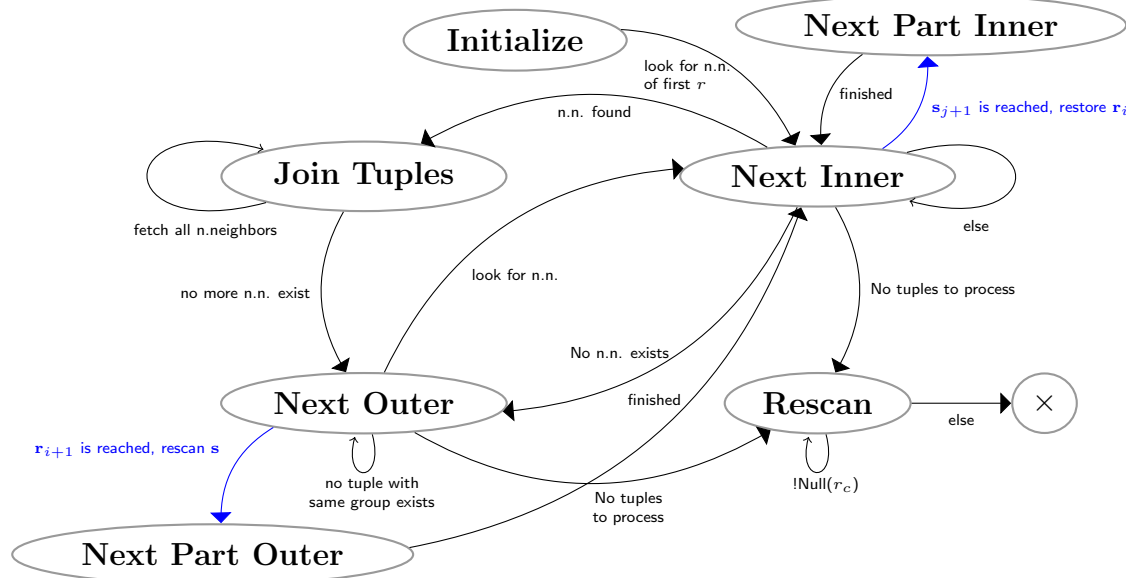 Next Part Inner
Initialize
look for n.n.
of first r
finished
s_{j+1} is reached, restore r_i
n.n. found
Join Tuples
Next Inner
fetch all n.neighbors
else
look for n.n.
no more n.n. exist
No tuples to process
No n.n. exists
Next Outer
finished
Rescan
×
else
r_{i+1} is reached, rescan s
no tuple with
same group exists
!Null(r_c)
No tuples
to process
Next Part Outer